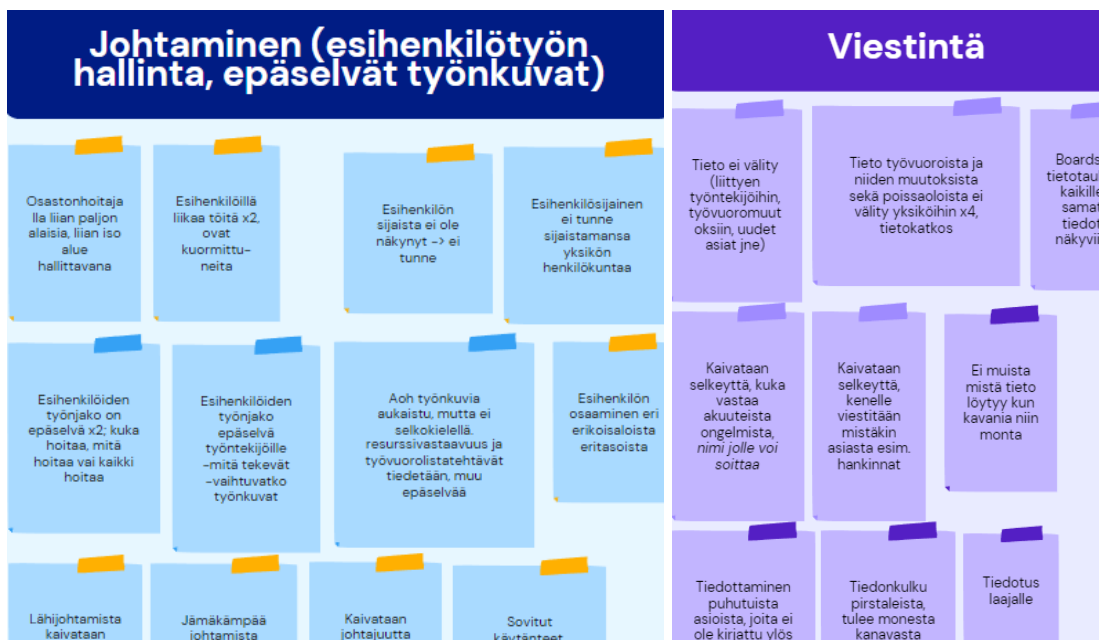 Johtaminen (esihenkilötyön
hallinta, epäselvät työnkuvat)
Osastonhoitaja
lla liian paljon
alaisia, liian iso
alue
hallittavana
Esihenkilöillä
liikaa töitä x2,
ovat
kuormittu-
neita
Esihenkilön
sijaista ei ole
näkynyt -> ei
tunne
Esihenkilösijainen
ei tunne
sijaistamansa
yksikön
henkilökuntaa
Esihenkilöiden
työnjako on
epäselvä x2; kuka
hoitaa, mitä
hoitaa vai kaikki
hoitaa
Esihenkilöiden
työnjako
epäselvä
työntekijöille
-mitä tekevät
-vaihtuvatko
työnkuvat
Aoh työnkuvia
aukaistu, mutta ei
selkokielellä.
resurssivastaavuus ja
työvuorolistatehtävät
tiedetään, muu
epäselvää
Esihenkilön
osaaminen eri
erikoisaloista
eritasoista
Lähijohtamista
kaivataan
Jämäkämpää
johtamista
Kaivataan
johtajuutta
Sovitut
käytänteet
Viestintä
Tieto ei välity
(liittyen
työntekijöihin,
työvuoromuut
oksiin, uudet
asiat jne)
Tieto työvuoroista ja
niiden muutoksista
sekä poissaoloista ei
välity yksiköihin x4,
tietokatkos
Boards
tietotau
kaikille
samat
tiedot
näkyvii
Kaivataan
selkeyttä, kuka
vastaa
akuuteista
ongelmista,
nimi jolle voi
soittaa
Kaivataan
selkeyttä,
kenelle
viestitään
mistäkin
asiasta esim.
hankinnat
Ei muista
mistä tieto
löytyy kun
kavania niin
monta
Tiedottaminen
puhutuista
asioista, joita ei
ole kirjattu ylös
Tiedonkulku
pirstaleista,
tulee monesta
kanavasta
Tiedotus
laajalle